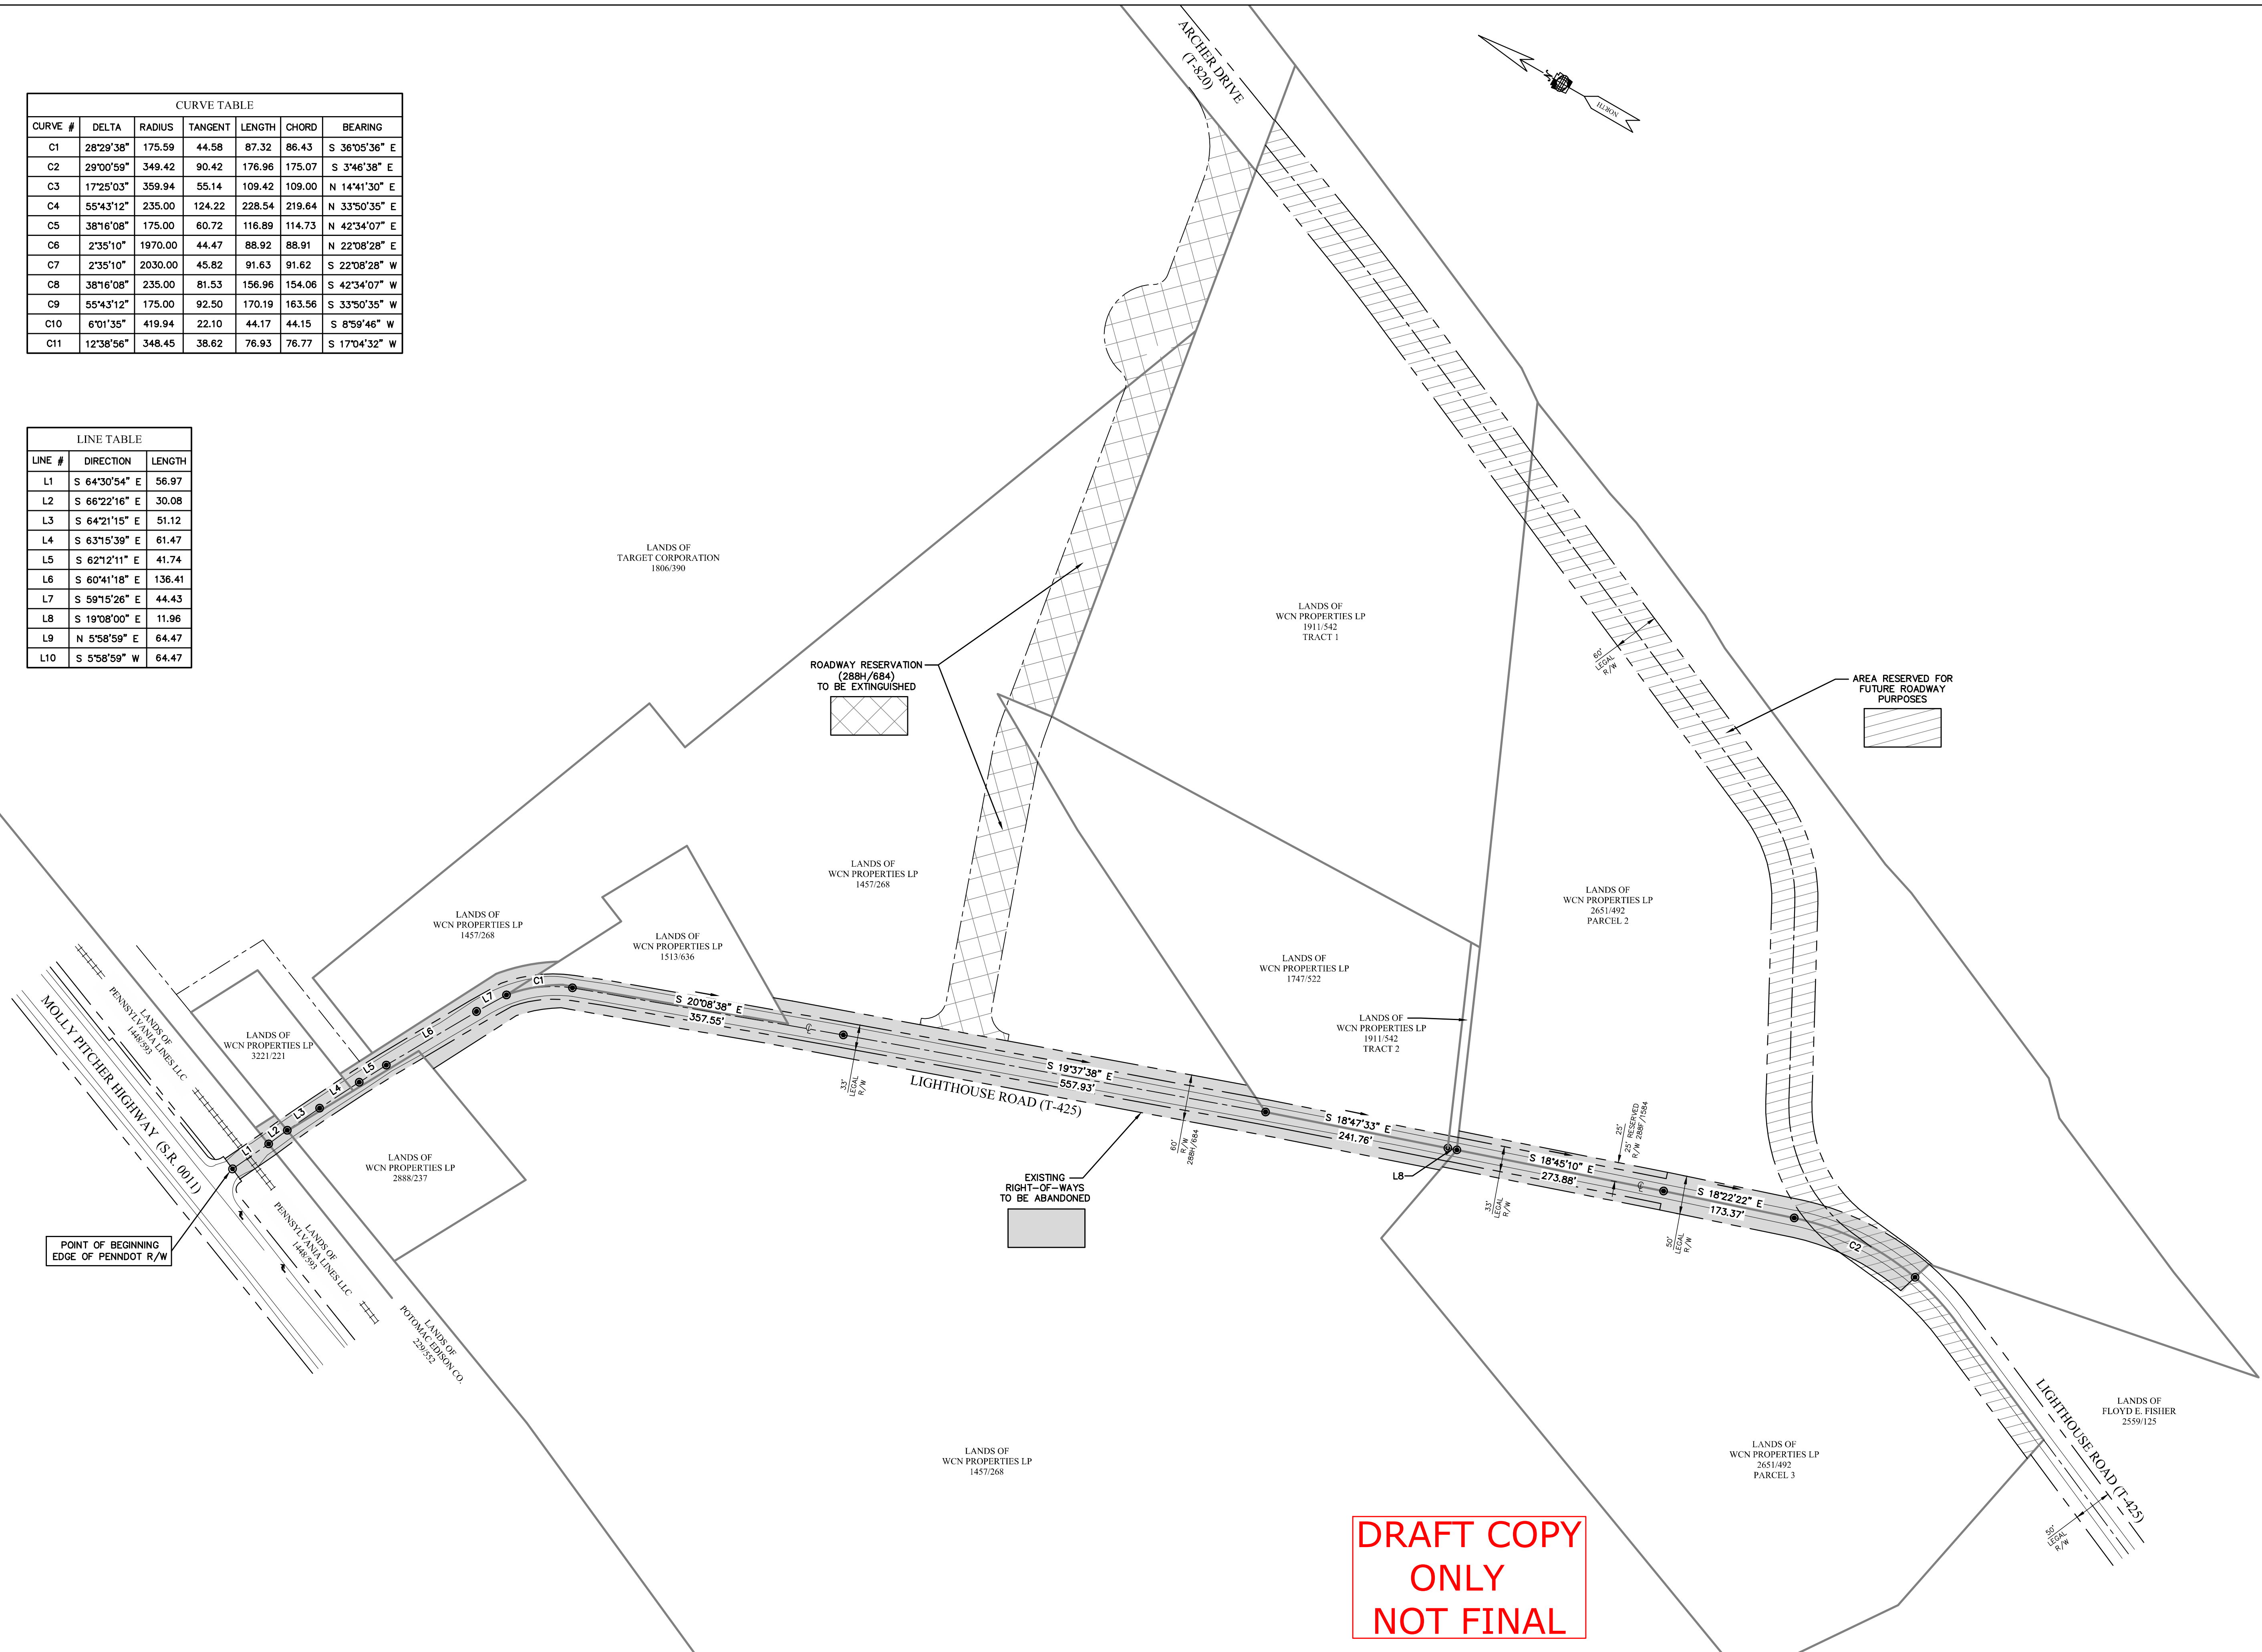 CURVE TABLE
CURVE # DELTA RADIUS TANGENT LENGTH CHORD BEARING
C1 28°29'38" 175.59 44.58 87.32 86.43 S 36°05'36" E
C2 29°00'59" 349.42 90.42 176.96 175.07 S 3°46'38" E
C3 17°25'03" 359.94 55.14 109.42 109.00 N 14°41'30" E
C4 55°43'12" 235.00 124.22 228.54 219.64 N 33°50'35" E
C5 38°16'08" 175.00 60.72 116.89 114.73 N 42°34'07" E
C6 2°35'10" 1970.00 44.47 88.92 88.91 N 22°08'28" E
C7 2°35'10" 2030.00 45.82 91.63 91.62 S 22°08'28" W
C8 38°16'08" 235.00 81.53 156.96 154.06 S 42°34'07" W
C9 55°43'12" 175.00 92.50 170.19 163.56 S 33°50'35" W
C10 6°01'35" 419.94 22.10 44.17 44.15 S 8°59'46" W
C11 12°38'56" 348.45 38.62 76.93 76.77 S 17°04'32" W
LINE TABLE
LINE # DIRECTION LENGTH
L1 S 64°30'54" E 56.97
L2 S 66°22'16" E 30.08
L3 S 64°21'15" E 51.12
L4 S 63°15'39" E 61.47
L5 S 62°12'11" E 41.74
L6 S 60°41'18" E 136.41
L7 S 59°15'26" E 44.43
L8 S 19°08'00" E 11.96
L9 N 5°58'59" E 64.47
L10 S 5°58'59" W 64.47
ARCHER DRIVE
(T-820)
NORTH
LANDS OF
TARGET CORPORATION
1806/390
LANDS OF
WCN PROPERTIES LP
1911/542
TRACT 1
60'
LEGAL
R/W
ROADWAY RESERVATION
(288H/684)
TO BE EXTINGUISHED
AREA RESERVED FOR
FUTURE ROADWAY
PURPOSES
LANDS OF
WCN PROPERTIES LP
1457/268
LANDS OF
WCN PROPERTIES LP
2651/492
PARCEL 2
LANDS OF
WCN PROPERTIES LP
1457/268
LANDS OF
WCN PROPERTIES LP
1513/636
LANDS OF
WCN PROPERTIES LP
1747/522
LANDS OF
WCN PROPERTIES LP
1911/542
TRACT 2
LANDS OF
PENNSYLVANIA LINES LLC
1448/593
MOLLY PITCHER HIGHWAY (S.R. 0011)
LANDS OF
WCN PROPERTIES LP
3221/221
L1
L2
L3
L4
L5
L6
L7
C1
S 20°08'38" E
357.55'
33'
LEGAL
R/W
LIGHTHOUSE ROAD (T-425)
S 19°37'38" E
557.93'
60'
R/W
288H/684
S 18°47'33" E
241.76'
L8
33'
LEGAL
R/W
25'
25' RESERVED
R/W 288F/1584
S 18°45'10" E
273.88'
50'
LEGAL
R/W
S 18°22'22" E
173.37'
C2
LANDS OF
WCN PROPERTIES LP
2888/237
EXISTING
RIGHT-OF-WAYS
TO BE ABANDONED
POINT OF BEGINNING
EDGE OF PENNDOT R/W
LANDS OF
PENNSYLVANIA LINES LLC
1448/593
LANDS OF
POTOMAC EDISON CO.
229/552
LANDS OF
WCN PROPERTIES LP
1457/268
LANDS OF
WCN PROPERTIES LP
2651/492
PARCEL 3
LIGHTHOUSE ROAD (T-425)
LANDS OF
FLOYD E. FISHER
2559/125
50'
LEGAL
R/W
DRAFT COPY
ONLY
NOT FINAL